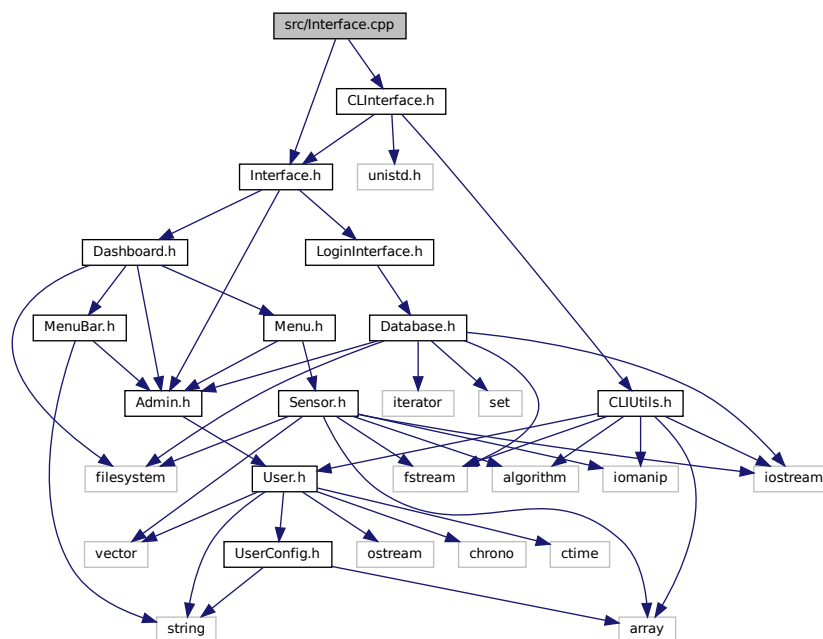 src/Interface.cpp
CLInterface.h
Interface.h
unistd.h
Dashboard.h
LoginInterface.h
MenuBar.h
Menu.h
Database.h
Admin.h
Sensor.h
iterator
set
CLIUtils.h
filesystem
User.h
fstream
algorithm
iomanip
iostream
vector
UserConfig.h
ostream
chrono
ctime
string
array